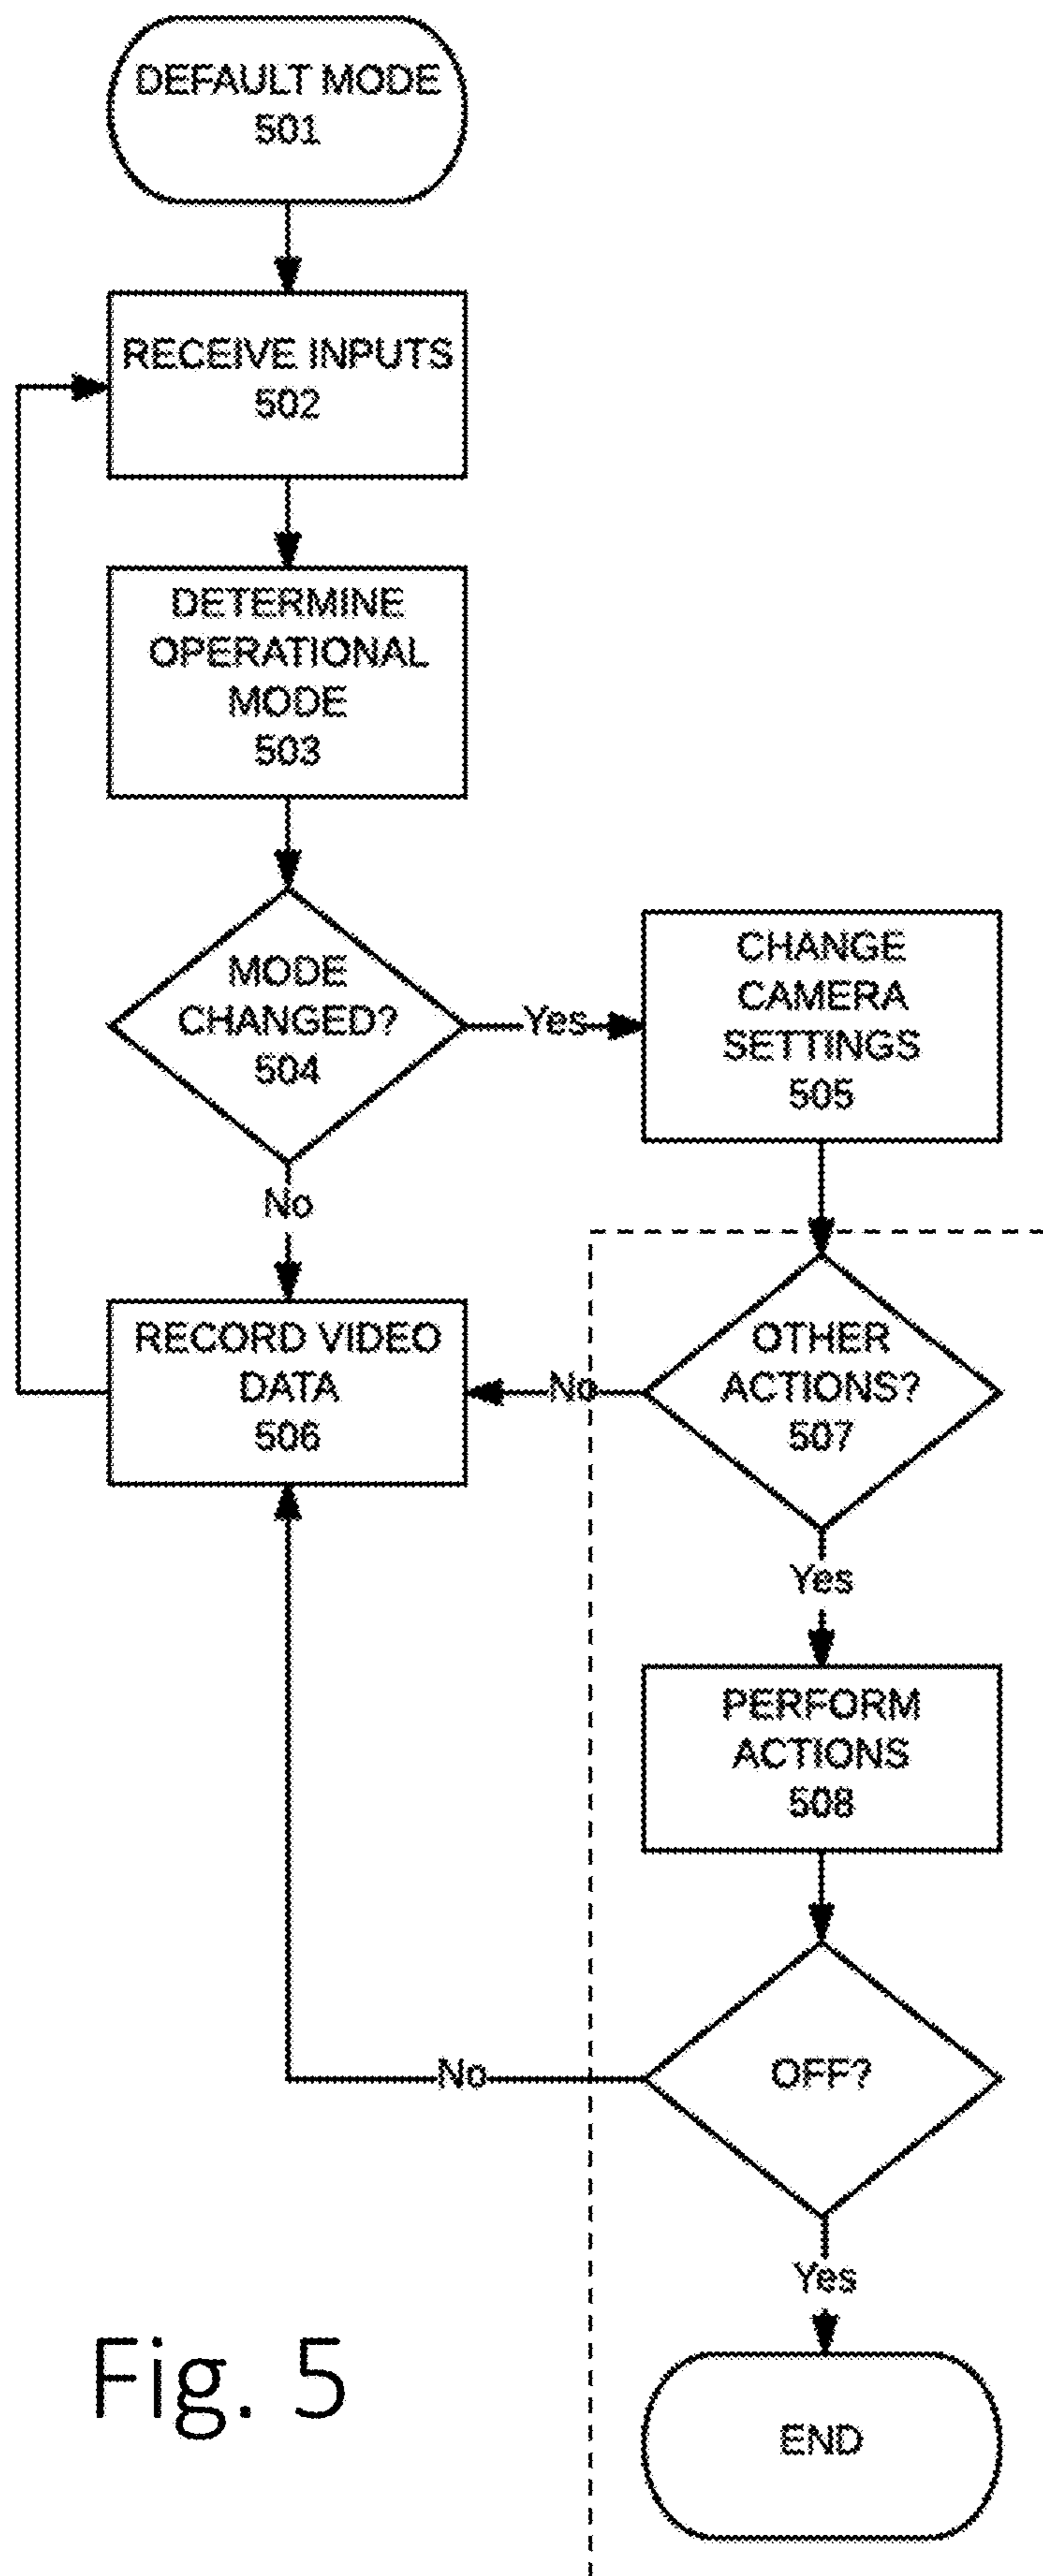 DEFAULT MODE
501
RECEIVE INPUTS
502
DETERMINE
OPERATIONAL
MODE
503
MODE
CHANGED?
504
Yes
CHANGE
CAMERA
SETTINGS
505
No
RECORD VIDEO
DATA
506
No
OTHER
ACTIONS?
507
Yes
PERFORM
ACTIONS
508
OFF?
No
Yes
END
Fig. 5